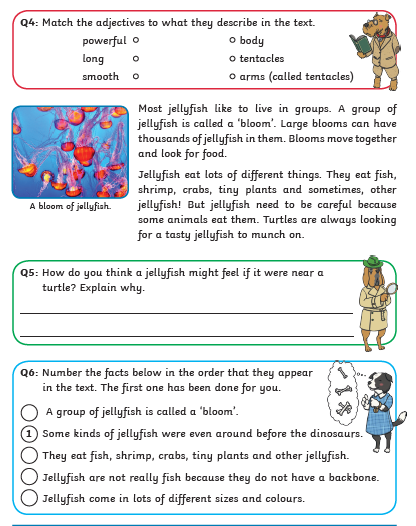 Q4: Match the adjectives to what they describe in the text.
powerful body
long tentacles
smooth arms (called tentacles)
Most jellyfish like to live in groups. A group of
jellyfish is called a ‘bloom’. Large blooms can have
thousands of jellyfish in them. Blooms move together
and look for food.
A bloom of jellyfish.
Jellyfish eat lots of different things. They eat fish,
shrimp, crabs, tiny plants and sometimes, other
jellyfish! But jellyfish need to be careful because
some animals eat them. Turtles are always looking
for a tasty jellyfish to munch on.
Q5: How do you think a jellyfish might feel if it were near a
turtle? Explain why.
Q6: Number the facts below in the order that they appear
in the text. The first one has been done for you.
A group of jellyfish is called a ‘bloom’.
1 Some kinds of jellyfish were even around before the dinosaurs.
They eat fish, shrimp, crabs, tiny plants and other jellyfish.
Jellyfish are not really fish because they do not have a backbone.
Jellyfish come in lots of different sizes and colours.